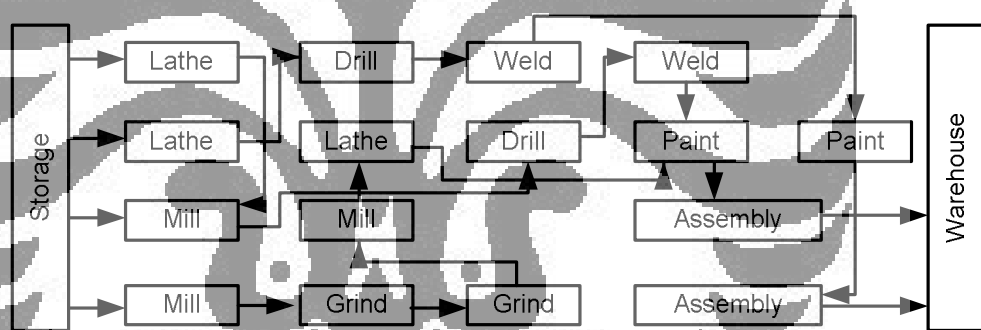 Storage
Lathe Drill Weld Weld
Lathe Lathe Drill Paint Paint
Mill Mill Assembly
Mill Grind Grind Assembly
Warehouse